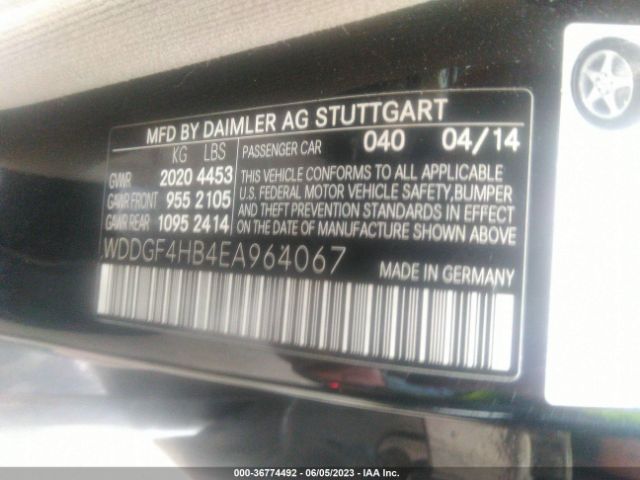 MFD BY DAIMLER AG STUTTGART
KG LBS
GWR 2020 4453
GAWR FRONT 955 2105
GAWR REAR 1095 2414
PASSENGER CAR 040 04/14
THIS VEHICLE CONFORMS TO ALL APPLICABLE
U.S. FEDERAL MOTOR VEHICLE SAFETY, BUMPER
AND THEFT PREVENTION STANDARDS IN EFFECT
ON THE DATE OF MANUFACTURE SHOWN ABOVE.
WDDGF4HB4EA964067
MADE IN GERMANY
000-36774492 - 06/05/2023 - IAA Inc.